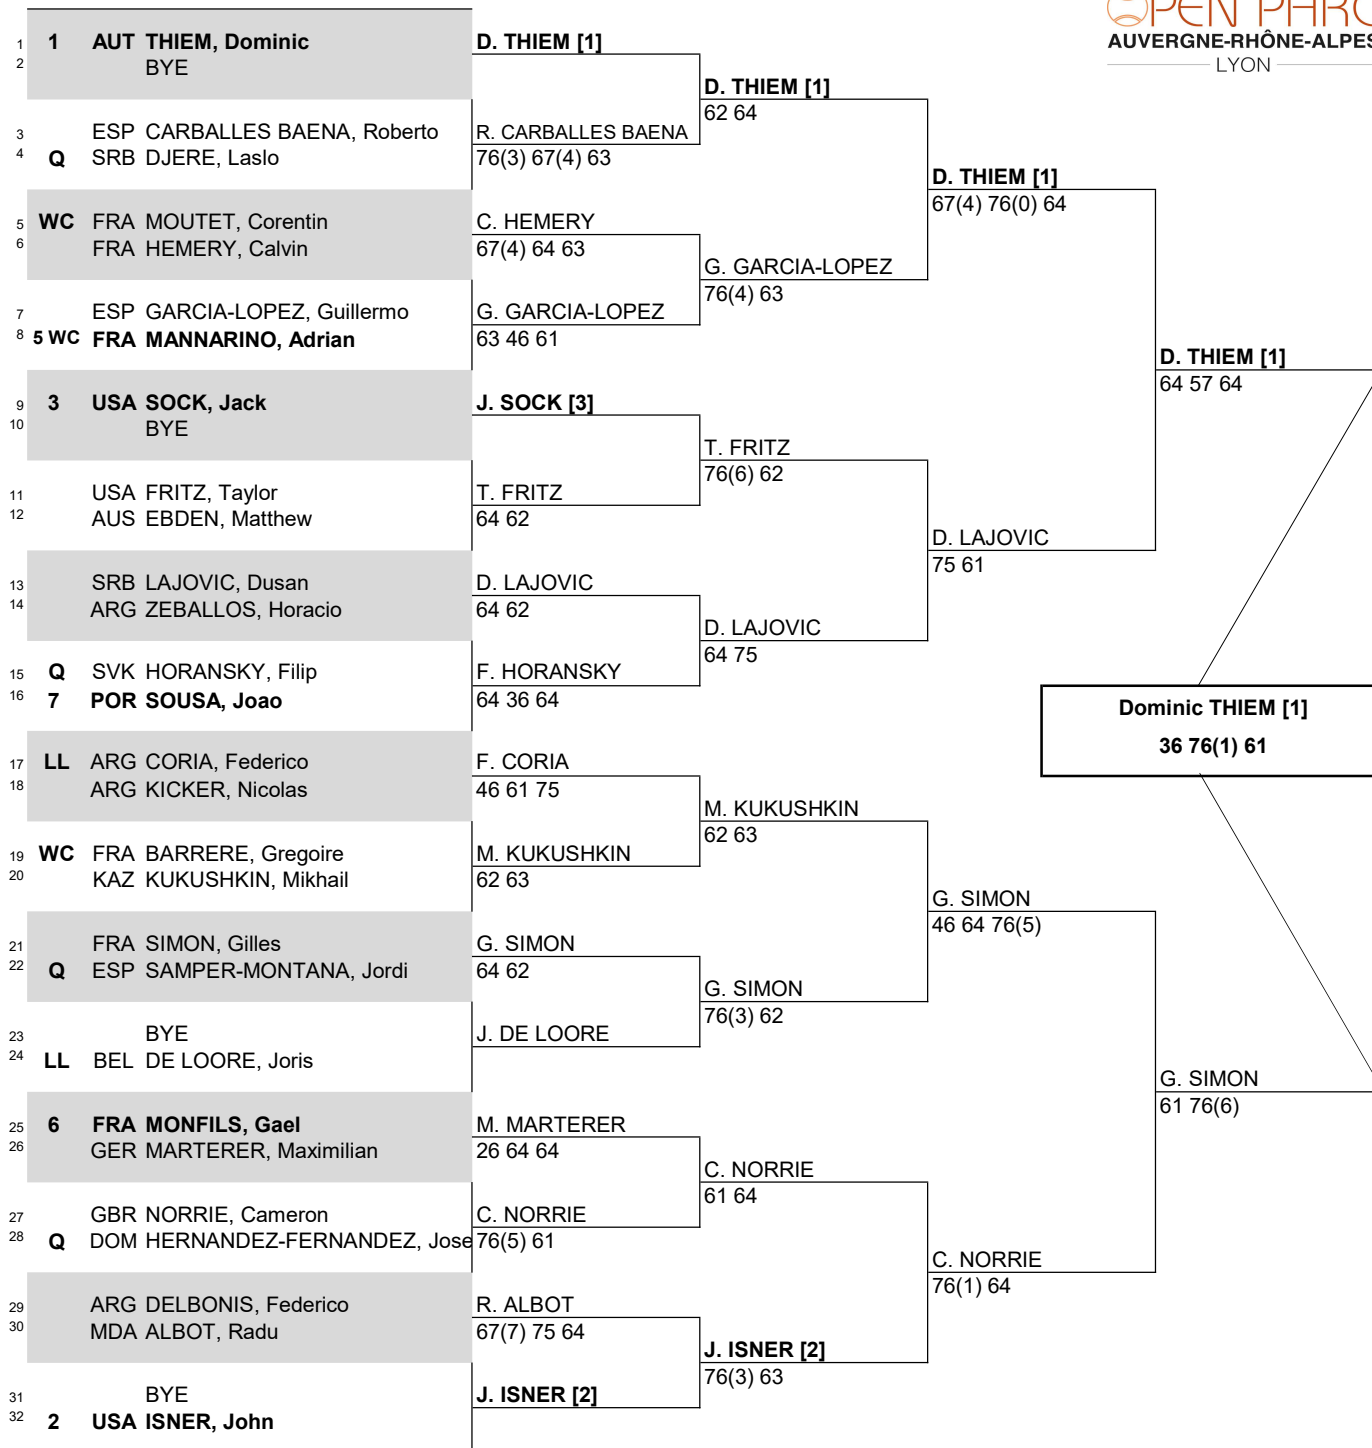 OPEN PARC
AUVERGNE-RHÔNE-ALPES
LYON
1 1 AUT THIEM, Dominic
2 BYE
3 ESP CARBALLES BAENA, Roberto
4 Q SRB DJERE, Laslo
5 WC FRA MOUTET, Corentin
6 FRA HEMERY, Calvin
7 ESP GARCIA-LOPEZ, Guillermo
8 5 WC FRA MANNARINO, Adrian
9 3 USA SOCK, Jack
10 BYE
11 USA FRITZ, Taylor
12 AUS EBDEN, Matthew
13 SRB LAJOVIC, Dusan
14 ARG ZEBALLOS, Horacio
15 Q SVK HORANSKY, Filip
16 7 POR SOUSA, Joao
17 LL ARG CORIA, Federico
18 ARG KICKER, Nicolas
19 WC FRA BARRERE, Gregoire
20 KAZ KUKUSHKIN, Mikhail
21 FRA SIMON, Gilles
22 Q ESP SAMPER-MONTANA, Jordi
23 BYE
24 LL BEL DE LOORE, Joris
25 6 FRA MONFILS, Gael
26 GER MARTERER, Maximilian
27 GBR NORRIE, Cameron
28 Q DOM HERNANDEZ-FERNANDEZ, Jose
29 ARG DELBONIS, Federico
30 MDA ALBOT, Radu
31 BYE
32 2 USA ISNER, John
D. THIEM [1]
R. CARBALLES BAENA
76(3) 67(4) 63
C. HEMERY
67(4) 64 63
G. GARCIA-LOPEZ
63 46 61
J. SOCK [3]
T. FRITZ
64 62
D. LAJOVIC
64 62
F. HORANSKY
64 36 64
F. CORIA
46 61 75
M. KUKUSHKIN
62 63
G. SIMON
64 62
J. DE LOORE
M. MARTERER
26 64 64
C. NORRIE
76(5) 61
R. ALBOT
67(7) 75 64
J. ISNER [2]
D. THIEM [1]
62 64
G. GARCIA-LOPEZ
76(4) 63
T. FRITZ
76(6) 62
D. LAJOVIC
64 75
M. KUKUSHKIN
62 63
G. SIMON
76(3) 62
C. NORRIE
61 64
J. ISNER [2]
76(3) 63
D. THIEM [1]
67(4) 76(0) 64
D. LAJOVIC
75 61
G. SIMON
46 64 76(5)
C. NORRIE
76(1) 64
D. THIEM [1]
64 57 64
G. SIMON
61 76(6)
Dominic THIEM [1]
36 76(1) 61